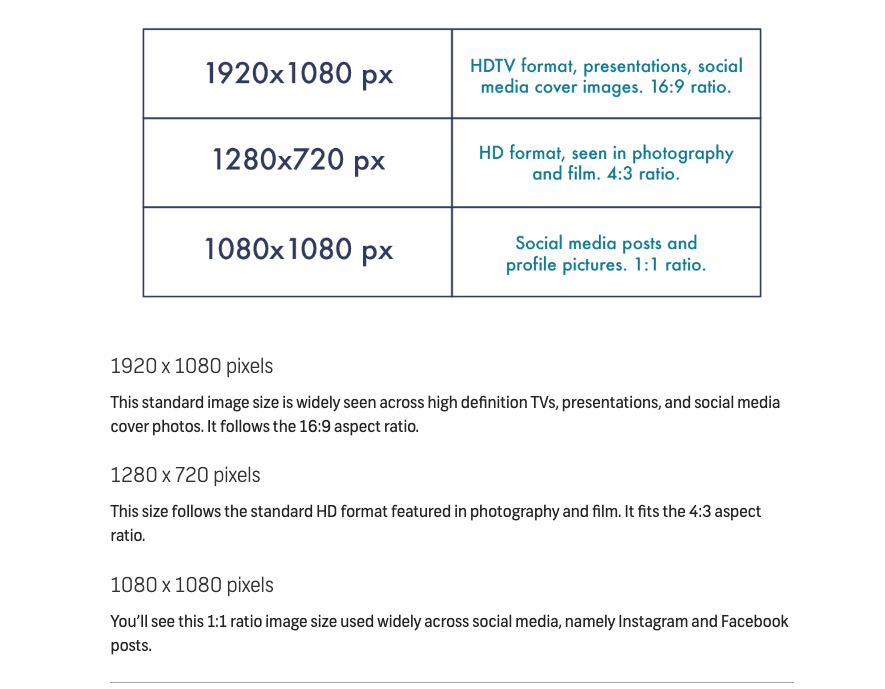 1920x1080 px
HDTV format, presentations, social
media cover images. 16:9 ratio.
1280x720 px
HD format, seen in photography
and film. 4:3 ratio.
1080x1080 px
Social media posts and
profile pictures. 1:1 ratio.
1920 x 1080 pixels
This standard image size is widely seen across high definition TVs, presentations, and social media
cover photos. It follows the 16:9 aspect ratio.
1280 x 720 pixels
This size follows the standard HD format featured in photography and film. It fits the 4:3 aspect
ratio.
1080 x 1080 pixels
You’ll see this 1:1 ratio image size used widely across social media, namely Instagram and Facebook
posts.